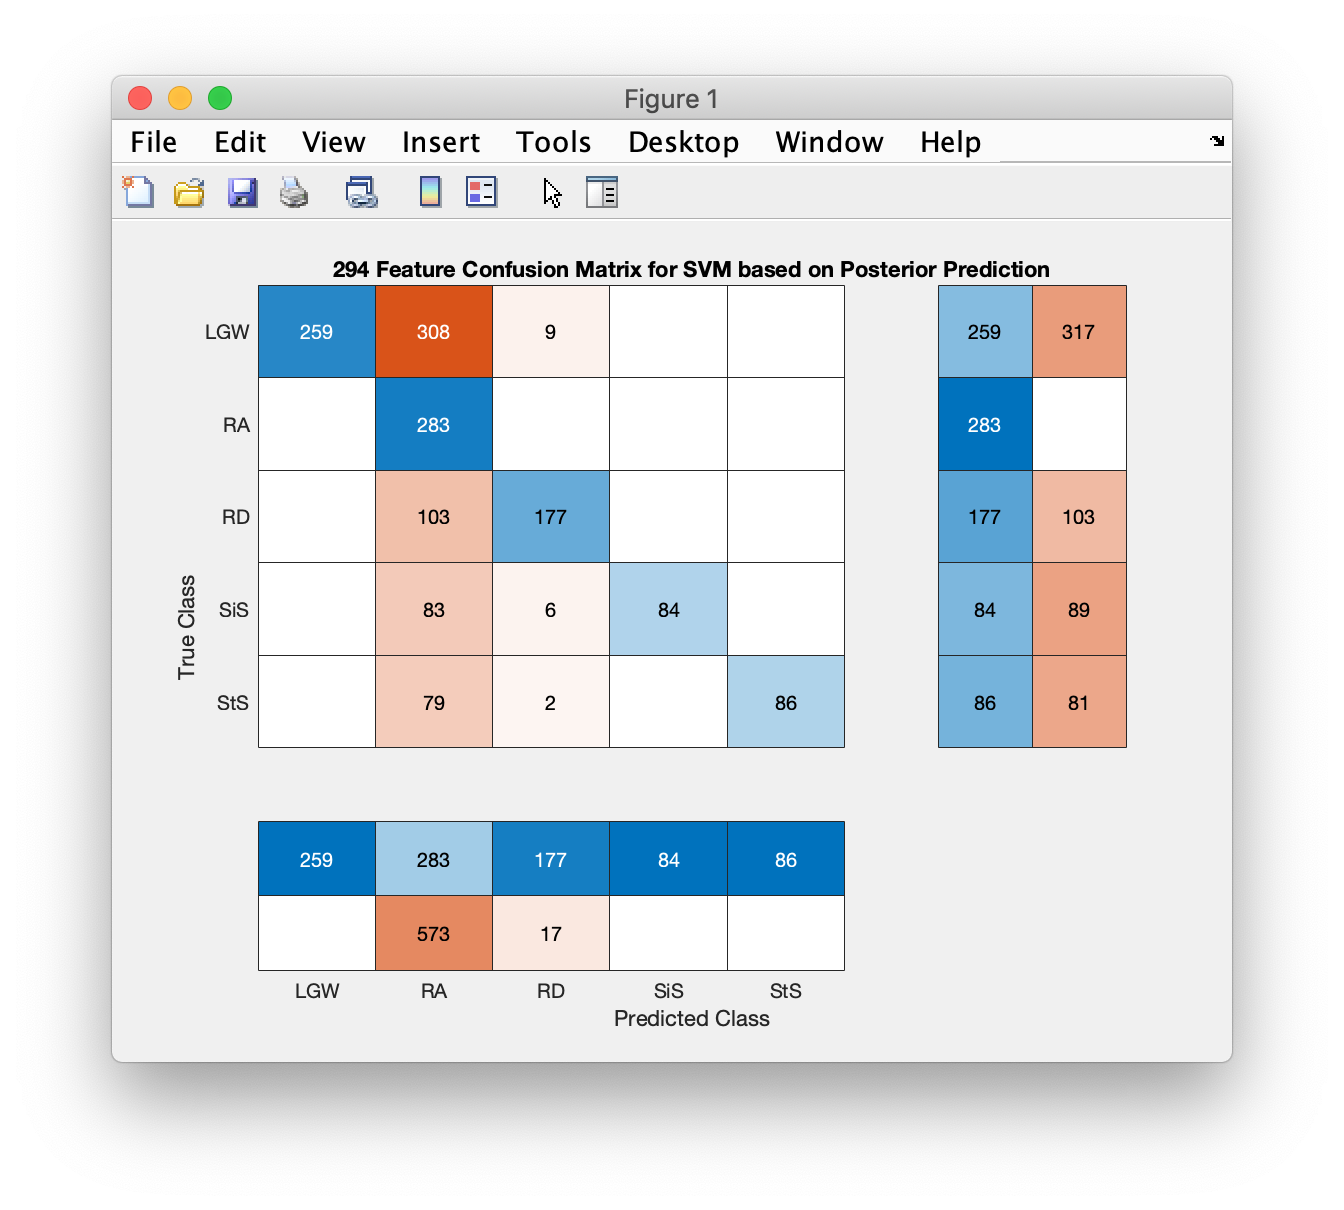 Figure 1
File Edit View Insert Tools Desktop Window Help
294 Feature Confusion Matrix for SVM based on Posterior Prediction
LGW 259 308 9 259 317
RA 283 283
RD 103 177 177 103
SiS 83 6 84 84 89
StS 79 2 86 86 81
True Class
259 283 177 84 86
573 17
LGW RA RD SiS StS
Predicted Class